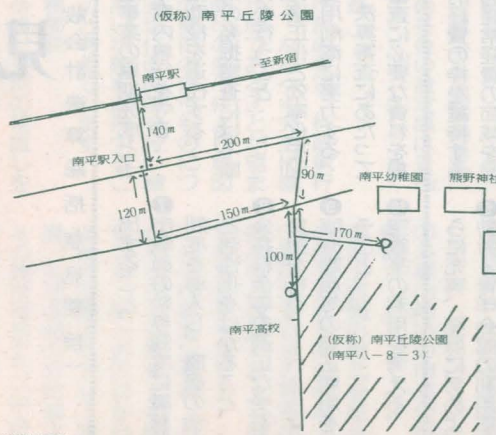 (仮称)南平丘陵公園
至新宿
南平駅
140m
200m
南平駅入口
90m
南平幼稚園
熊野神社
120m
150m
170m
100m
南平高校
(仮称)南平丘陵公園
(南平八-8-3)